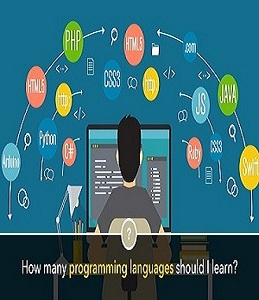 PHP
HTML5
.com
HTML5
http
CSS3
http
JS
JAVA
Arduino
Python
C#
Ruby
CSS3
Swift
?
How many programming languages should I learn?